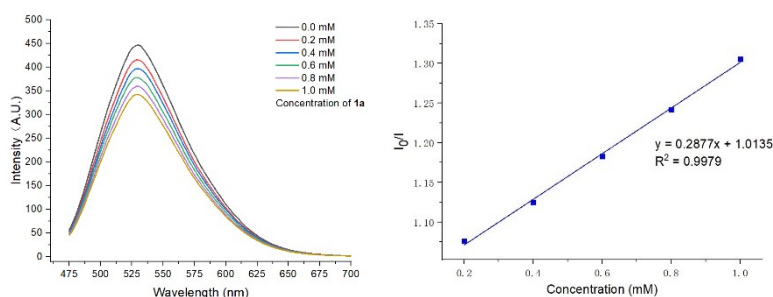 500
450
400
350
300
250
200
150
100
50
0
Intensity (A.U.)
475 500 525 550 575 600 625 650 675 700
Wavelength (nm)
0.0 mM
0.2 mM
0.4 mM
0.6 mM
0.8 mM
1.0 mM
Concentration of 1a
1.35
1.30
1.25
1.20
1.15
1.10
1.05
I0/I
0.2 0.4 0.6 0.8 1.0
Concentration (mM)
y = 0.2877x + 1.0135
R² = 0.9979